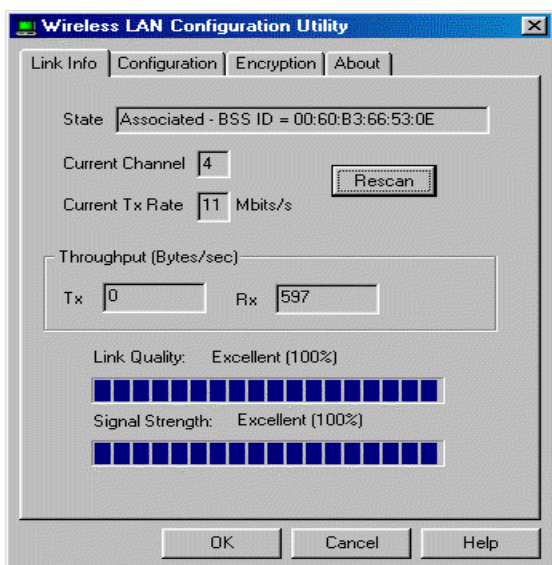 Wireless LAN Configuration Utility
Link Info Configuration Encryption About
State Associated - BSS ID = 00:60:B3:66:53:0E
Current Channel 4
Rescan
Current Tx Rate 11 Mbits/s
Throughput (Bytes/sec)
Tx 0 Rx 597
Link Quality: Excellent (100%)
Signal Strength: Excellent (100%)
OK Cancel Help